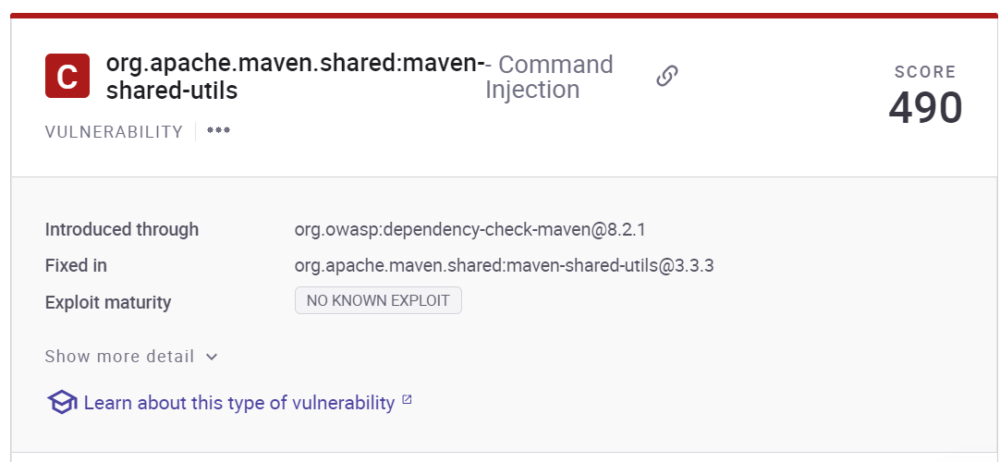 C
org.apache.maven.shared:maven-
shared-utils
- Command
Injection
SCORE
490
VULNERABILITY
Introduced through org.owasp:dependency-check-maven@8.2.1
Fixed in org.apache.maven.shared:maven-shared-utils@3.3.3
Exploit maturity NO KNOWN EXPLOIT
Show more detail
Learn about this type of vulnerability